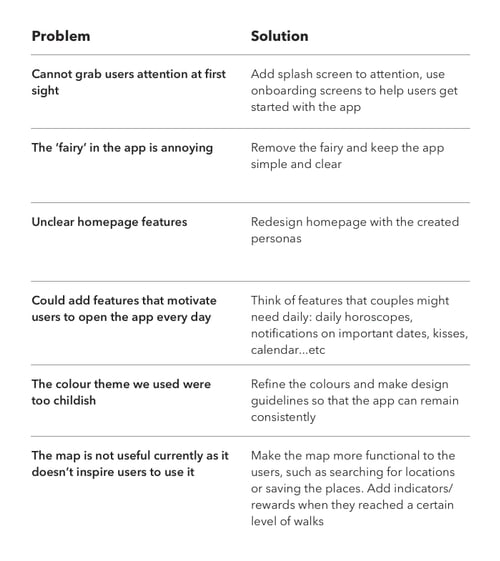 Problem
Solution
Cannot grab users attention at first
sight
Add splash screen to attention, use
onboarding screens to help users get
started with the app
The ‘fairy’ in the app is annoying
Remove the fairy and keep the app
simple and clear
Unclear homepage features
Redesign homepage with the created
personas
Could add features that motivate
users to open the app every day
Think of features that couples might
need daily: daily horoscopes,
notifications on important dates, kisses,
calendar...etc
The colour theme we used were
too childish
Refine the colours and make design
guidelines so that the app can remain
consistently
The map is not useful currently as it
doesn’t inspire users to use it
Make the map more functional to the
users, such as searching for locations
or saving the places. Add indicators/
rewards when they reached a certain
level of walks